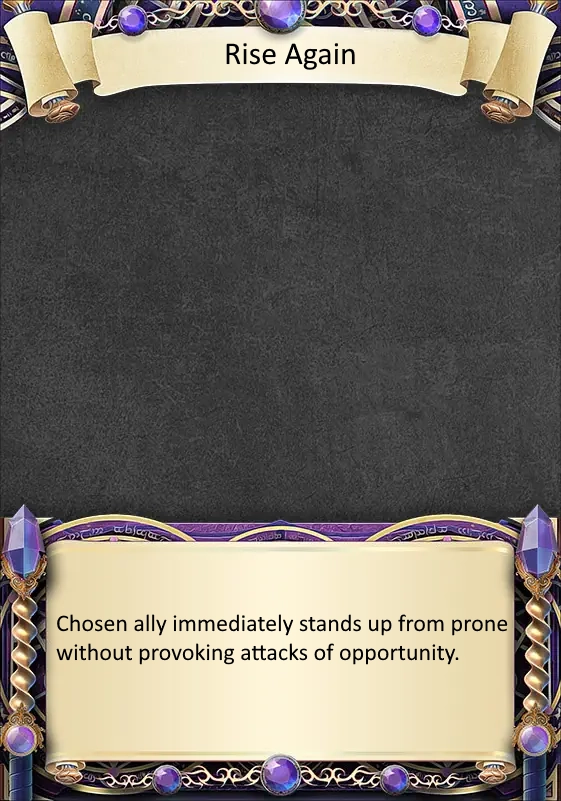 Rise Again
Chosen ally immediately stands up from prone
without provoking attacks of opportunity.